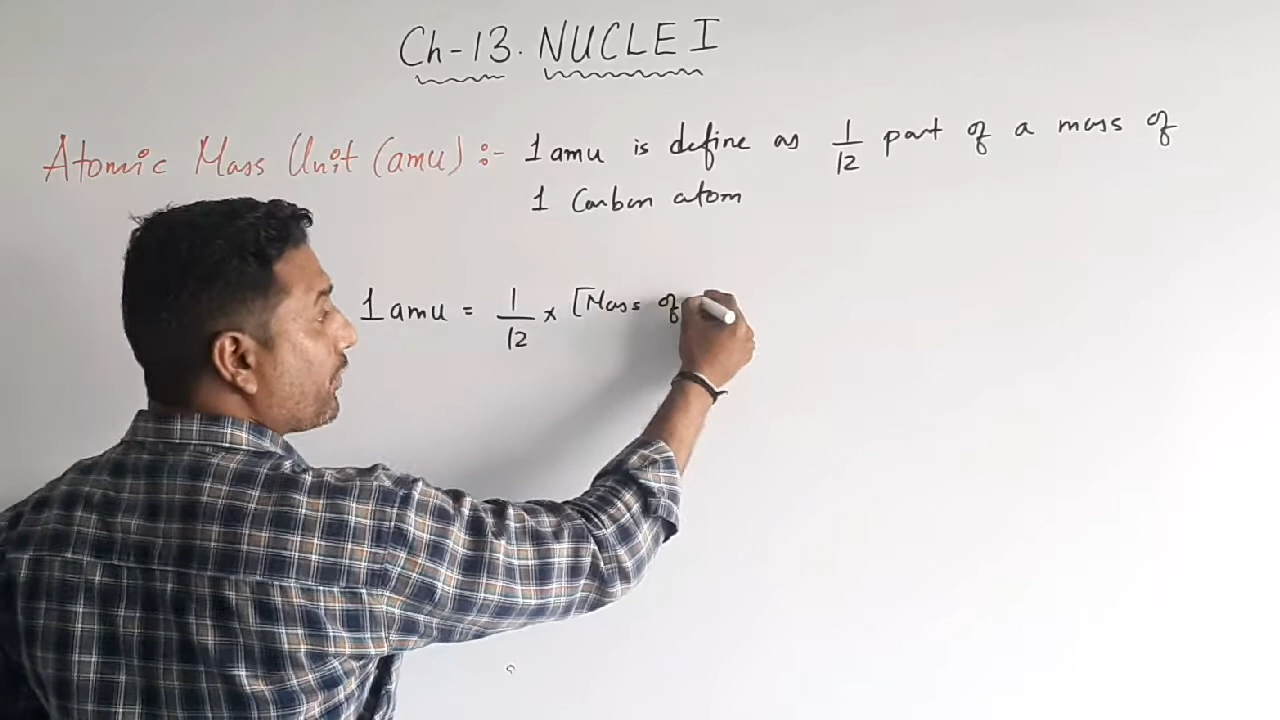 Ch-13. NUCLEI
Atomic Mass Unit (amu) :- 1 amu is define as 1/12 part of a mass of
1 Carbon atom
1 amu = 1/12 × [Mass of